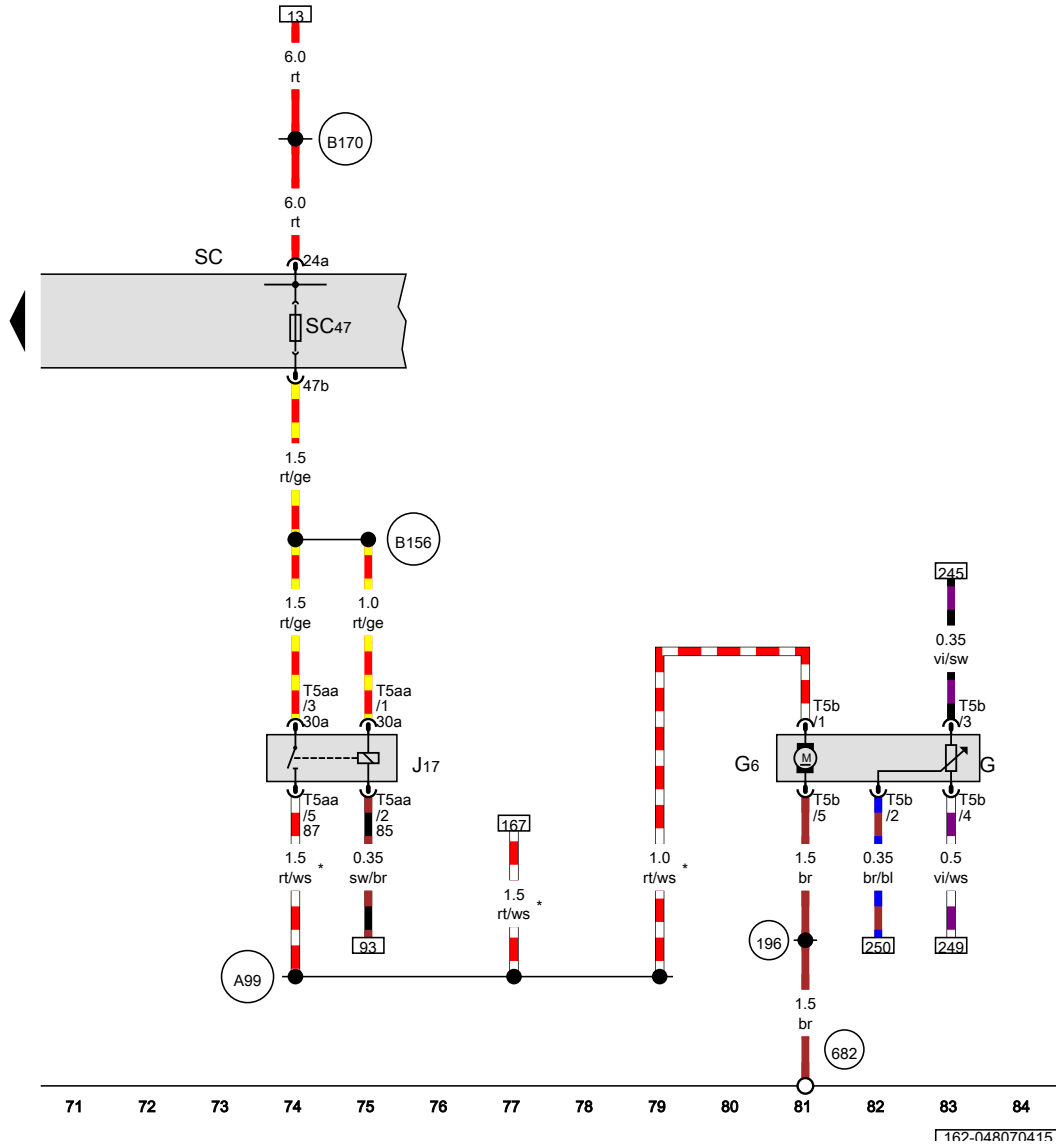 13
6.0
rt
B170
6.0
rt
SC
24a
SC47
47b
1.5
rt/ge
B156
245
1.5
rt/ge
1.0
rt/ge
0.35
vi/sw
T5aa
/3
30a
T5aa
/1
30a
T5b
/1
T5b
/3
J17
G6
M
G
T5aa
/5
87
T5aa
/2
85
T5b
/5
T5b
/2
T5b
/4
167
1.5
rt/ws *
0.35
sw/br
1.5
rt/ws *
1.0
rt/ws *
1.5
br
0.35
br/bl
0.5
vi/ws
93
196
250
249
A99
1.5
br
682
71 72 73 74 75 76 77 78 79 80 81 82 83 84
162-048070415